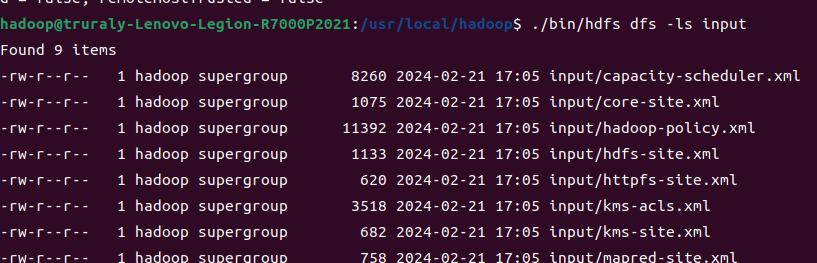 hadoop@truraly-Lenovo-Legion-R7000P2021:/usr/local/hadoop$ ./bin/hdfs dfs -ls input
Found 9 items
-rw-r--r--   1 hadoop supergroup       8260 2024-02-21 17:05 input/capacity-scheduler.xml
-rw-r--r--   1 hadoop supergroup       1075 2024-02-21 17:05 input/core-site.xml
-rw-r--r--   1 hadoop supergroup      11392 2024-02-21 17:05 input/hadoop-policy.xml
-rw-r--r--   1 hadoop supergroup       1133 2024-02-21 17:05 input/hdfs-site.xml
-rw-r--r--   1 hadoop supergroup        620 2024-02-21 17:05 input/httpfs-site.xml
-rw-r--r--   1 hadoop supergroup       3518 2024-02-21 17:05 input/kms-acls.xml
-rw-r--r--   1 hadoop supergroup        682 2024-02-21 17:05 input/kms-site.xml
-rw-r--r--   1 hadoop supergroup        758 2024-02-21 17:05 input/mapred-site.xml